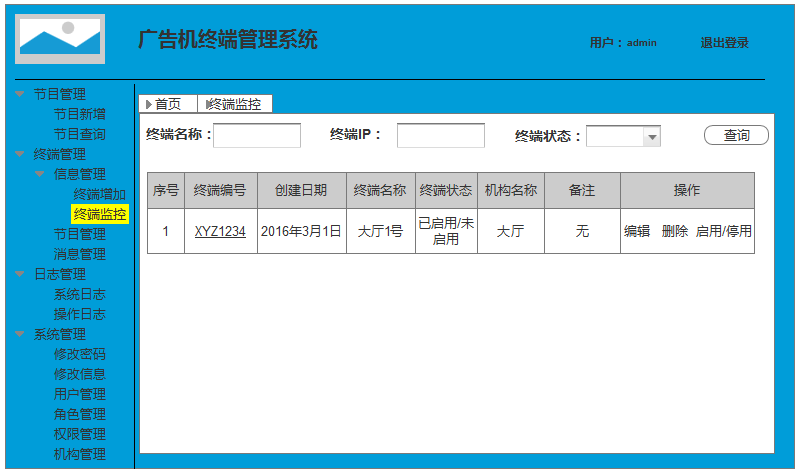 广告机终端管理系统
用户：admin
退出登录
节目管理
节目新增
节目查询
终端管理
信息管理
终端增加
终端监控
节目管理
消息管理
日志管理
系统日志
操作日志
系统管理
修改密码
修改信息
用户管理
角色管理
权限管理
机构管理
首页
终端监控
终端名称：
终端IP：
终端状态：
查询
序号 终端编号 创建日期 终端名称 终端状态 机构名称 备注 操作
1 XYZ1234 2016年3月1日 大厅1号 已启用/未
启用 大厅 无 编辑 删除 启用/停用